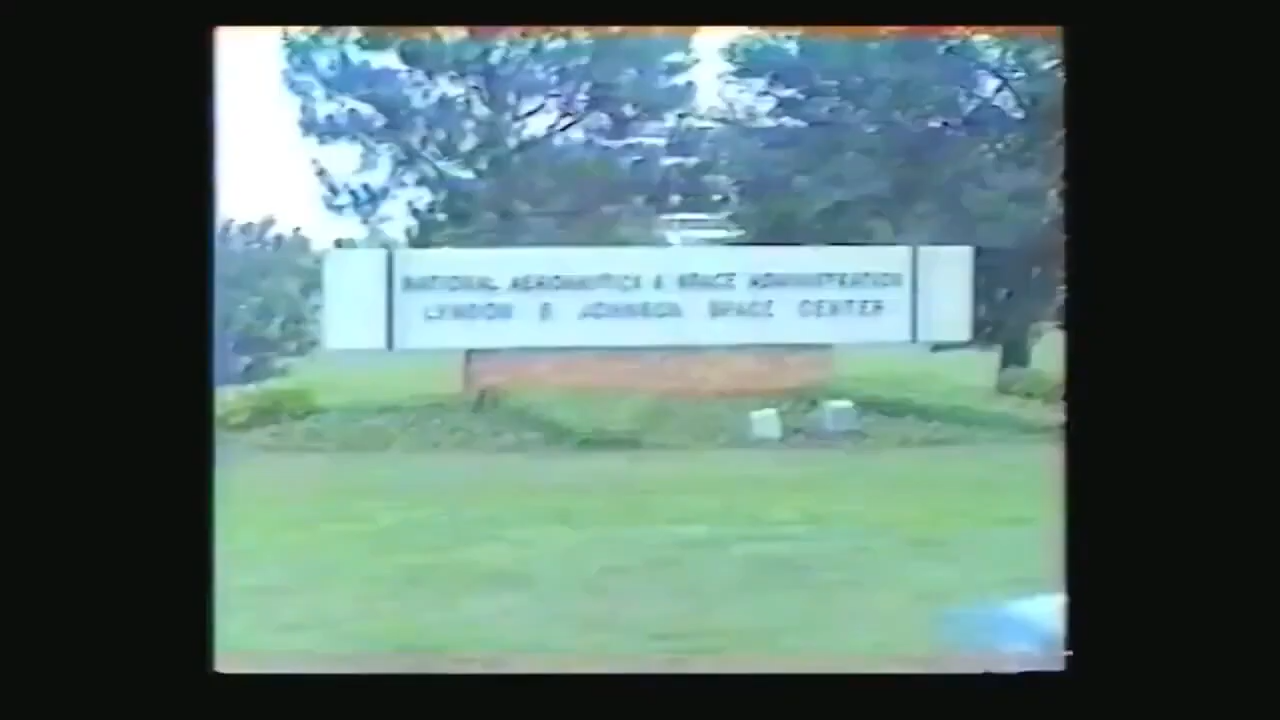 NATIONAL AERONAUTICS & SPACE ADMINISTRATION
LYNDON B JOHNSON SPACE CENTER